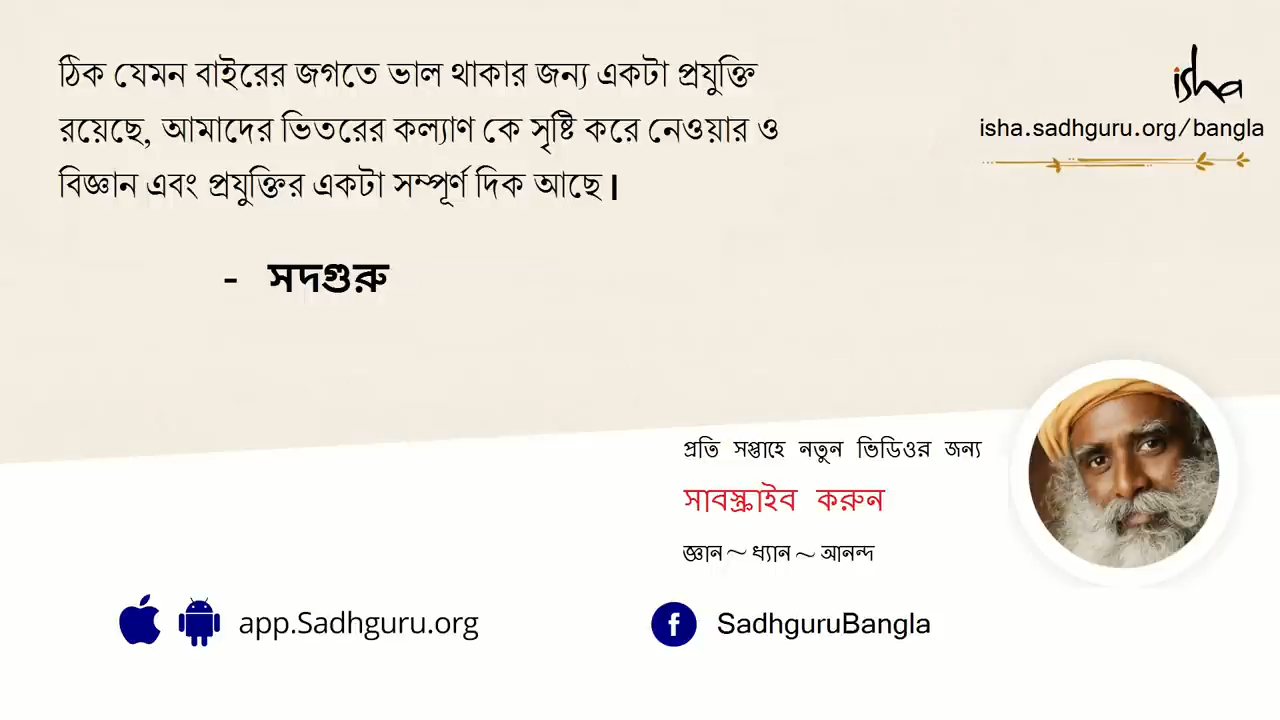 ঠিক যেমন বাইরের জগতে ভাল থাকার জন্য একটা প্রযুক্তি
রয়েছে, আমাদের ভিতরের কল্যাণ কে সৃষ্টি করে নেওয়ার ও
বিজ্ঞান এবং প্রযুক্তির একটা সম্পূর্ণ দিক আছে।
- সদগুরু
isha
isha.sadhguru.org/bangla
প্রতি সপ্তাহে নতুন ভিডিওর জন্য
সাবস্ক্রাইব করুন
জ্ঞান ~ ধ্যান ~ আনন্দ
app.Sadhguru.org
SadhguruBangla